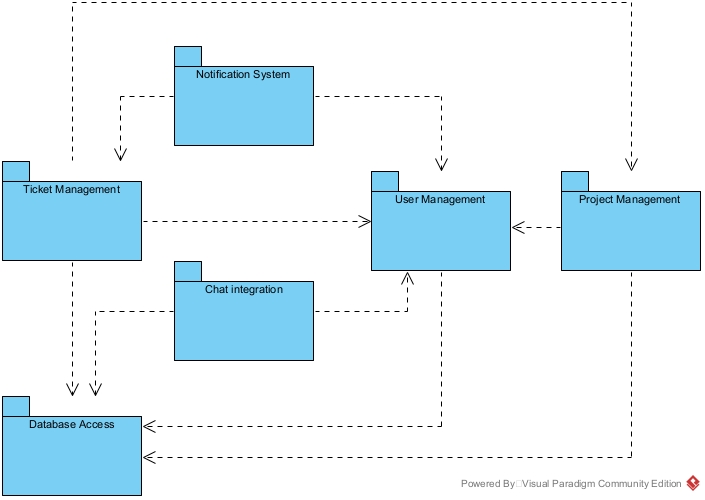 Notification System
Ticket Management
User Management
Project Management
Chat integration
Database Access
Powered By Visual Paradigm Community Edition